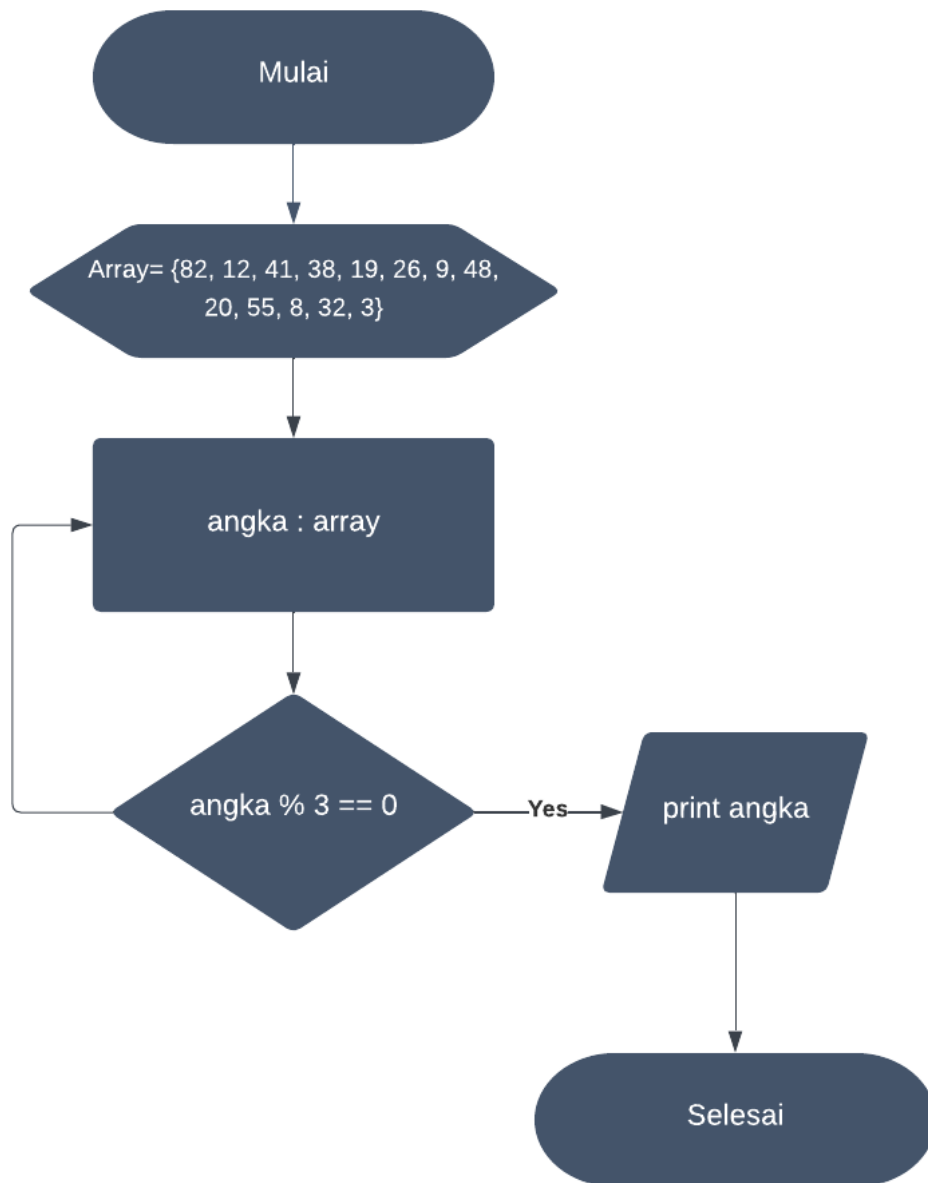 Mulai
Array= {82, 12, 41, 38, 19, 26, 9, 48,
20, 55, 8, 32, 3}
angka : array
angka % 3 == 0
Yes
print angka
Selesai